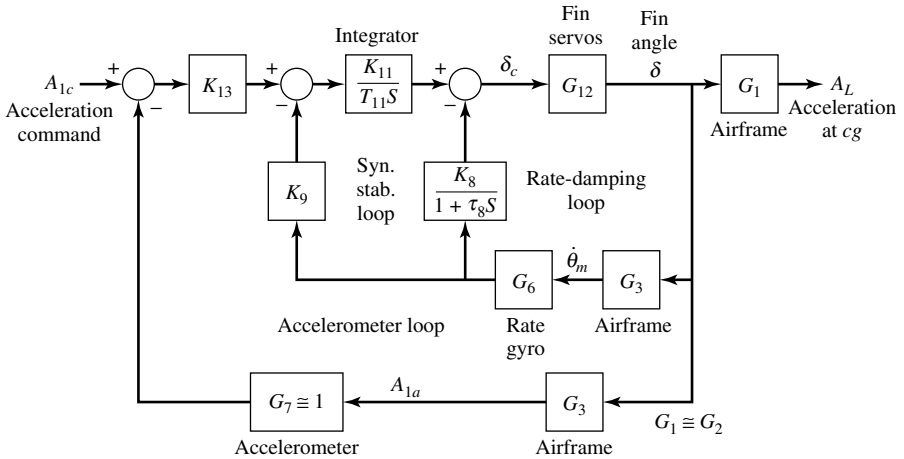 Fin
servos
Fin
angle
δ
Integrator
A1c
Acceleration
command
+
−
K13
+
−
K11
T11S
+
−
δc
G12
G1
Airframe
AL
Acceleration
at cg
K9
Syn.
stab.
loop
K8
1 + τ8S
Rate-damping
loop
G6
Rate
gyro
θ̇m
G3
Airframe
Accelerometer loop
G7 ≅ 1
Accelerometer
A1a
G3
Airframe
G1 ≅ G2